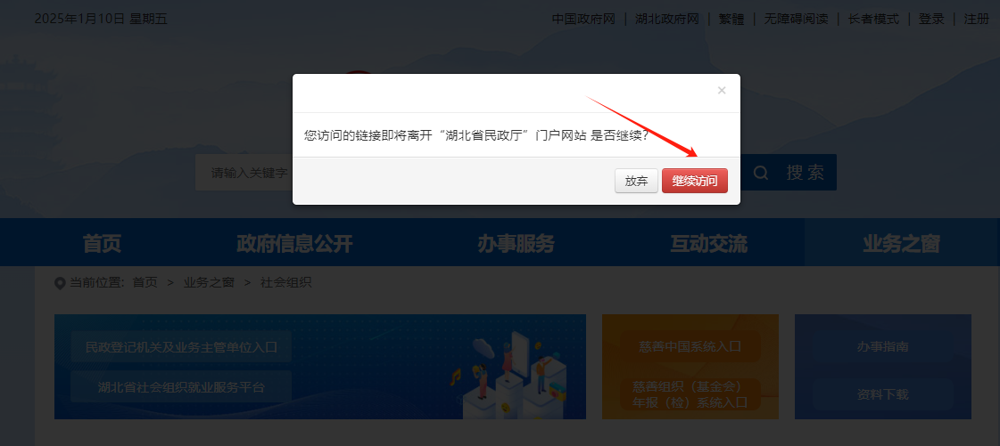 2025年1月10日 星期五
中国政府网 | 湖北政府网 | 繁體 | 无障碍阅读 | 长者模式 | 登录 | 注册
×
您访问的链接即将离开“湖北省民政厅”门户网站 是否继续?
放弃 继续访问
请输入关键字
搜索
首页 政府信息公开 办事服务 互动交流 业务之窗
当前位置: 首页 > 业务之窗 > 社会组织
民政登记机关及业务主管单位入口
湖北省社会组织就业服务平台
慈善中国系统入口
慈善组织（基金会）
年报（检）系统入口
办事指南
资料下载